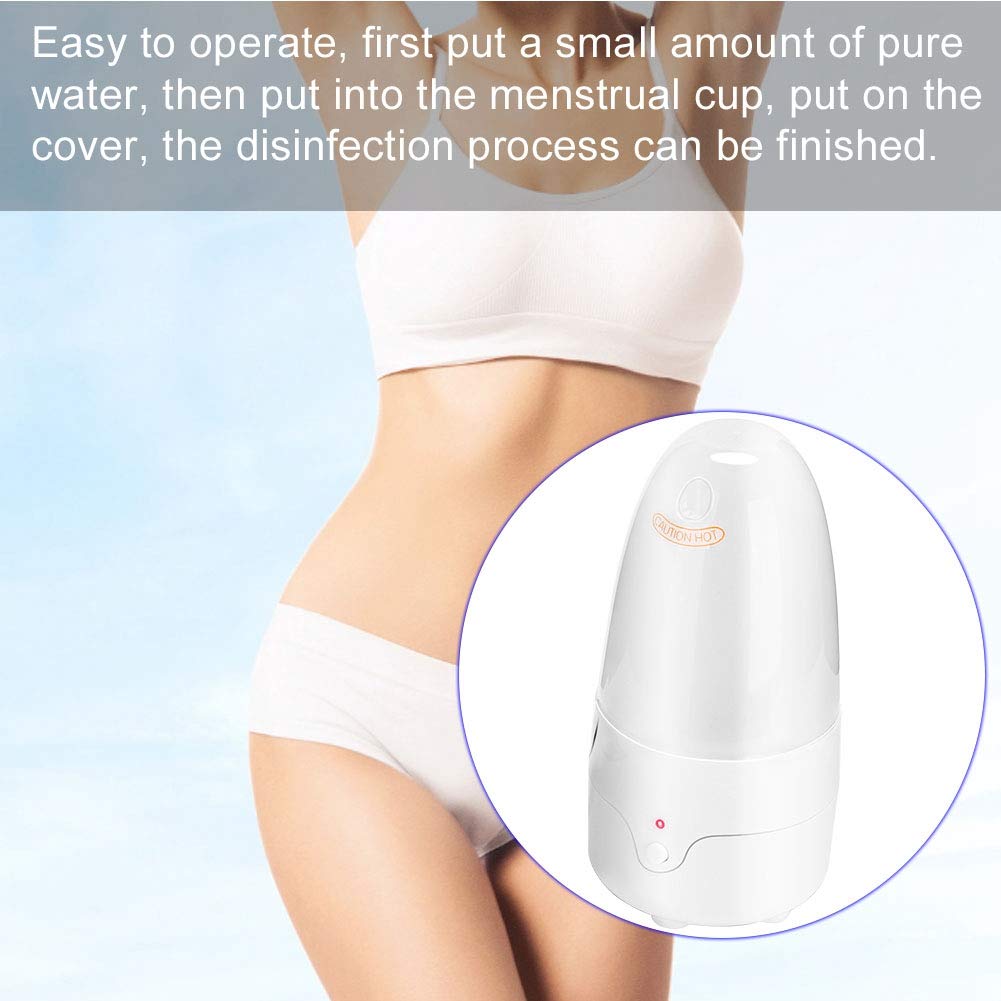 Easy to operate, first put a small amount of pure
water, then put into the menstrual cup, put on the
cover, the disinfection process can be finished.
CAUTION HOT